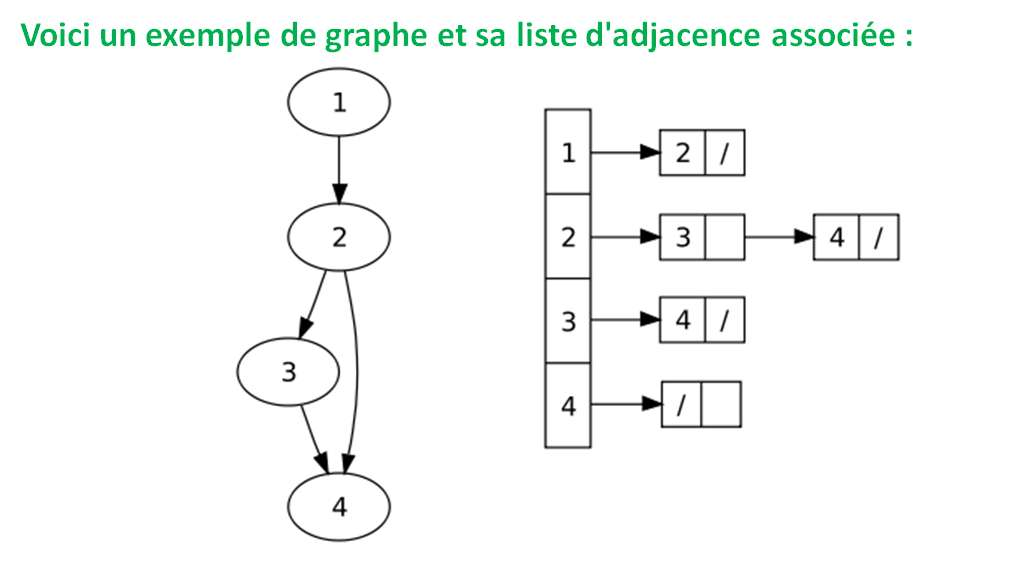 Voici un exemple de graphe et sa liste d'adjacence associée :
1
2
3
4
1 2 /
2 3 4 /
3 4 /
4 /